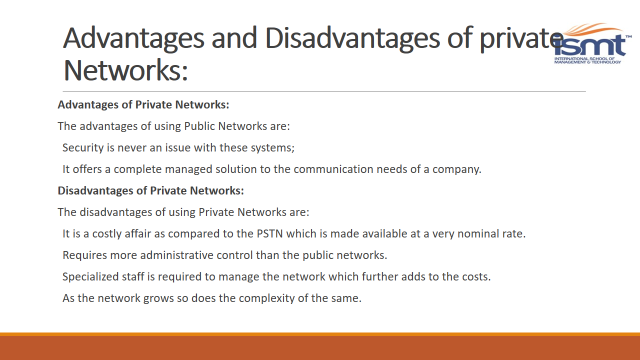 Advantages and Disadvantages of private
Networks:
ismt™
INTERNATIONAL SCHOOL OF
MANAGEMENT & TECHNOLOGY
Advantages of Private Networks:
The advantages of using Public Networks are:
Security is never an issue with these systems;
It offers a complete managed solution to the communication needs of a company.
Disadvantages of Private Networks:
The disadvantages of using Private Networks are:
It is a costly affair as compared to the PSTN which is made available at a very nominal rate.
Requires more administrative control than the public networks.
Specialized staff is required to manage the network which further adds to the costs.
As the network grows so does the complexity of the same.